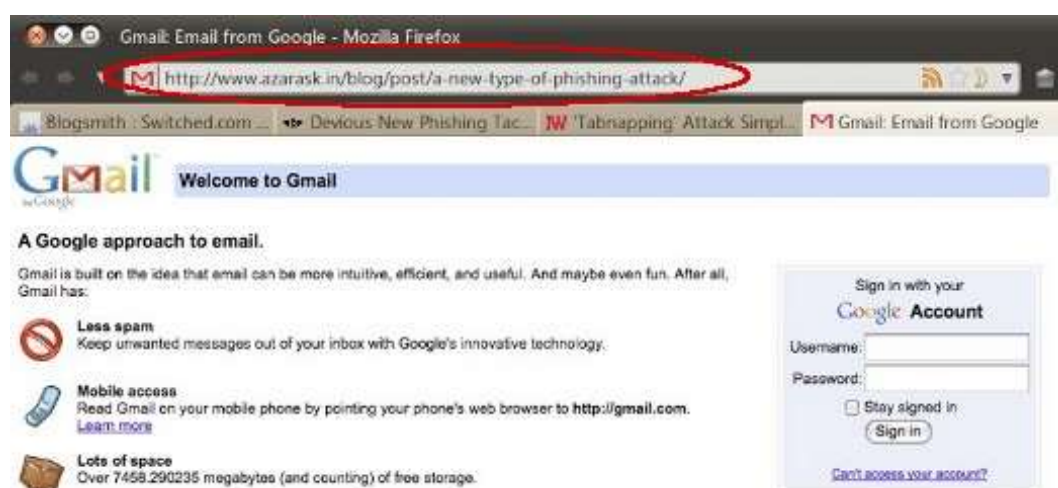 Gmail: Email from Google - Mozilla Firefox
http://www.azarask.in/blog/post/a-new-type-of-phishing-attack/
Blogsmith : Switched.com ... Devious New Phishing Tac... 'Tabnapping' Attack Simpl... Gmail: Email from Google
Gmail Welcome to Gmail
by Google
A Google approach to email.
Gmail is built on the idea that email can be more intuitive, efficient, and useful. And maybe even fun. After all,
Gmail has:
Less spam
Keep unwanted messages out of your inbox with Google's innovative technology.
Mobile access
Read Gmail on your mobile phone by pointing your phone's web browser to http://gmail.com.
Learn more
Lots of space
Over 7458.290235 megabytes (and counting) of free storage.
Sign in with your
Google Account
Username:
Password:
Stay signed in
Sign in
Can't access your account?